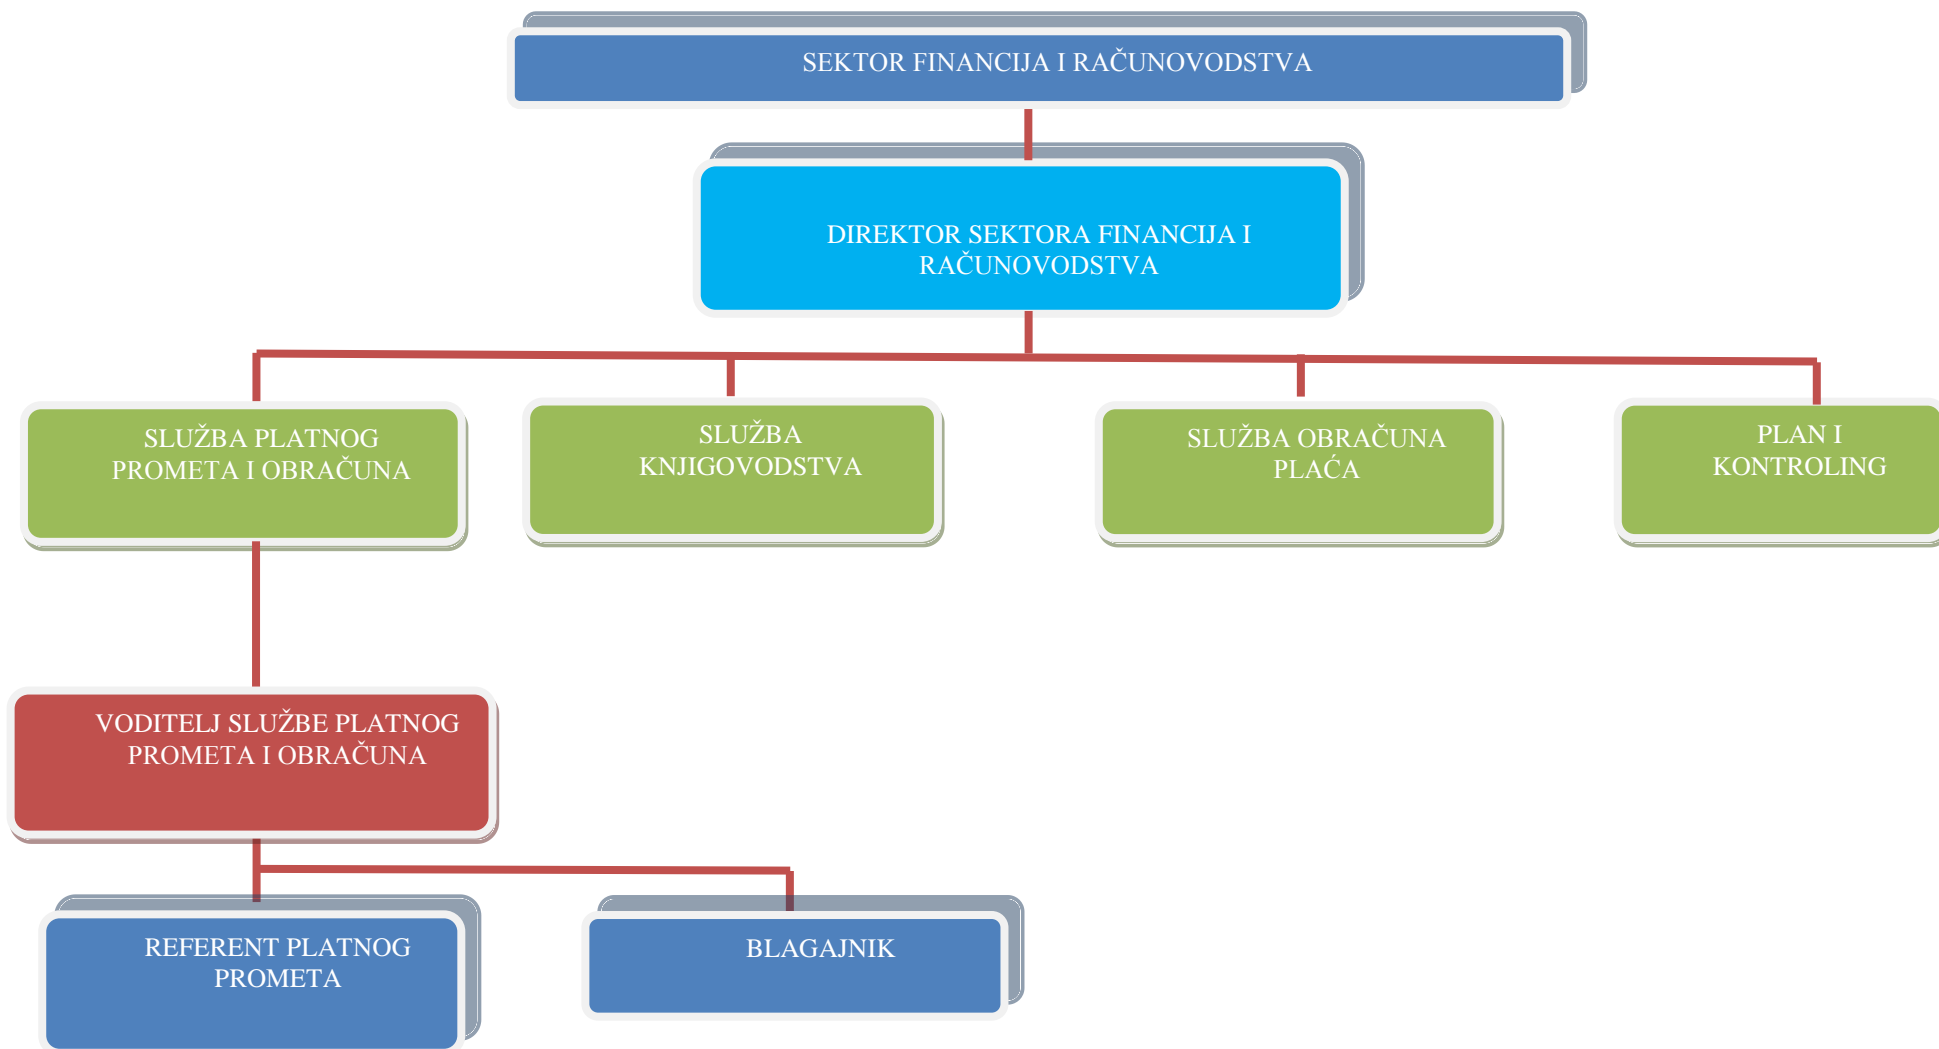 SEKTOR FINANCIJA I RAČUNOVODSTVA
DIREKTOR SEKTORA FINANCIJA I
RAČUNOVODSTVA
SLUŽBA PLATNOG
PROMETA I OBRAČUNA
SLUŽBA
KNJIGOVODSTVA
SLUŽBA OBRAČUNA
PLAĆA
PLAN I
KONTROLING
VODITELJ SLUŽBE PLATNOG
PROMETA I OBRAČUNA
REFERENT PLATNOG
PROMETA
BLAGAJNIK